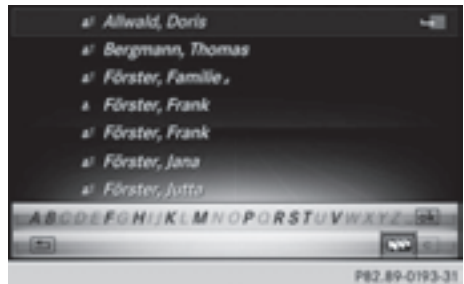 Allwald, Doris
Bergmann, Thomas
Förster, Familie
Förster, Frank
Förster, Frank
Förster, Jana
Förster, Jutta
ABCDEFGHIJKLMNOPQRSTUVWXYZ ok
P82.89-0193-31